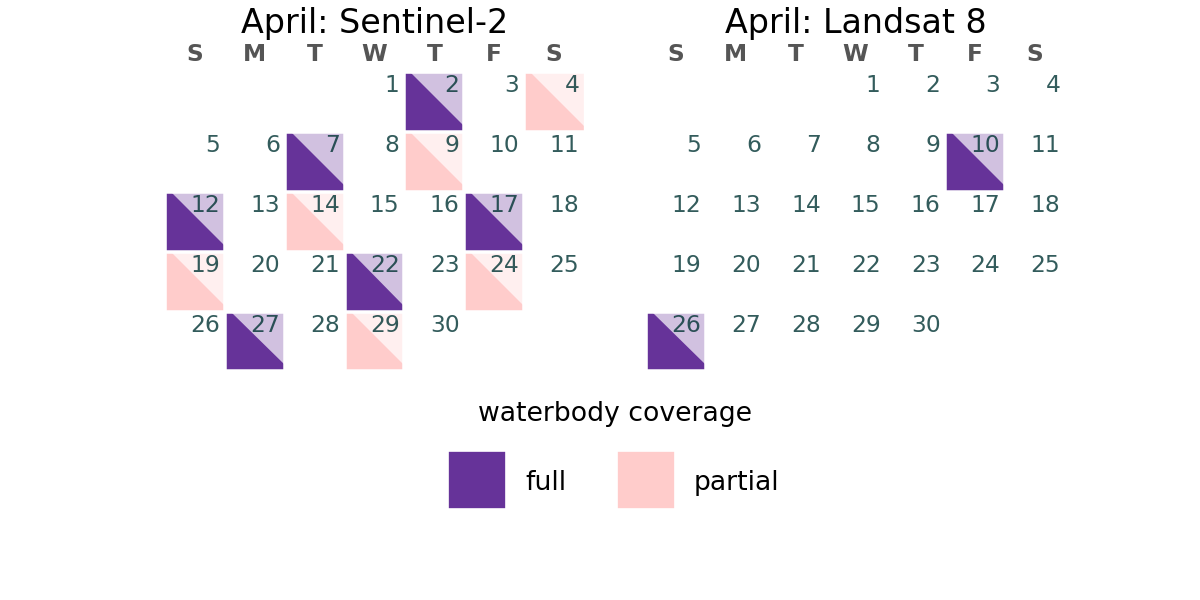 April: Sentinel-2
S M T W T F S
1 2 3 4
5 6 7 8 9 10 11
12 13 14 15 16 17 18
19 20 21 22 23 24 25
26 27 28 29 30
April: Landsat 8
S M T W T F S
1 2 3 4
5 6 7 8 9 10 11
12 13 14 15 16 17 18
19 20 21 22 23 24 25
26 27 28 29 30
waterbody coverage
full partial